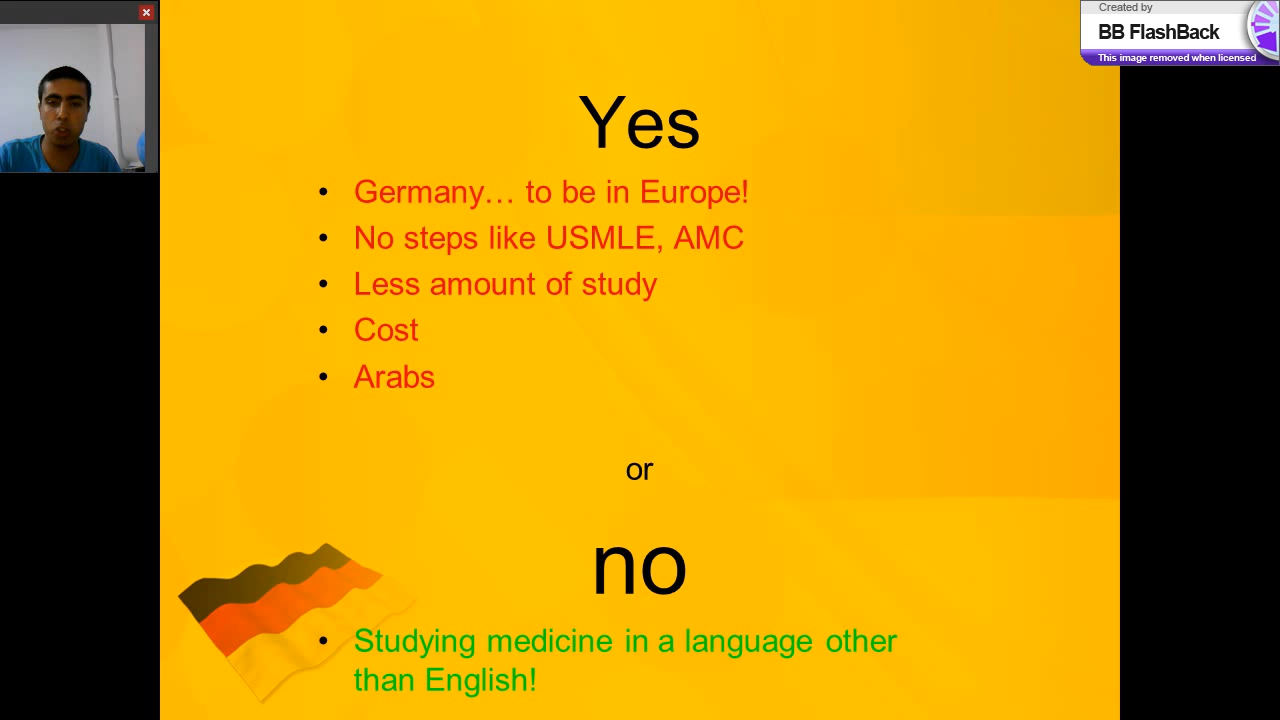 Created by
BB FlashBack
This image removed when licensed
Yes
• Germany… to be in Europe!
• No steps like USMLE, AMC
• Less amount of study
• Cost
• Arabs
or
no
• Studying medicine in a language other
than English!